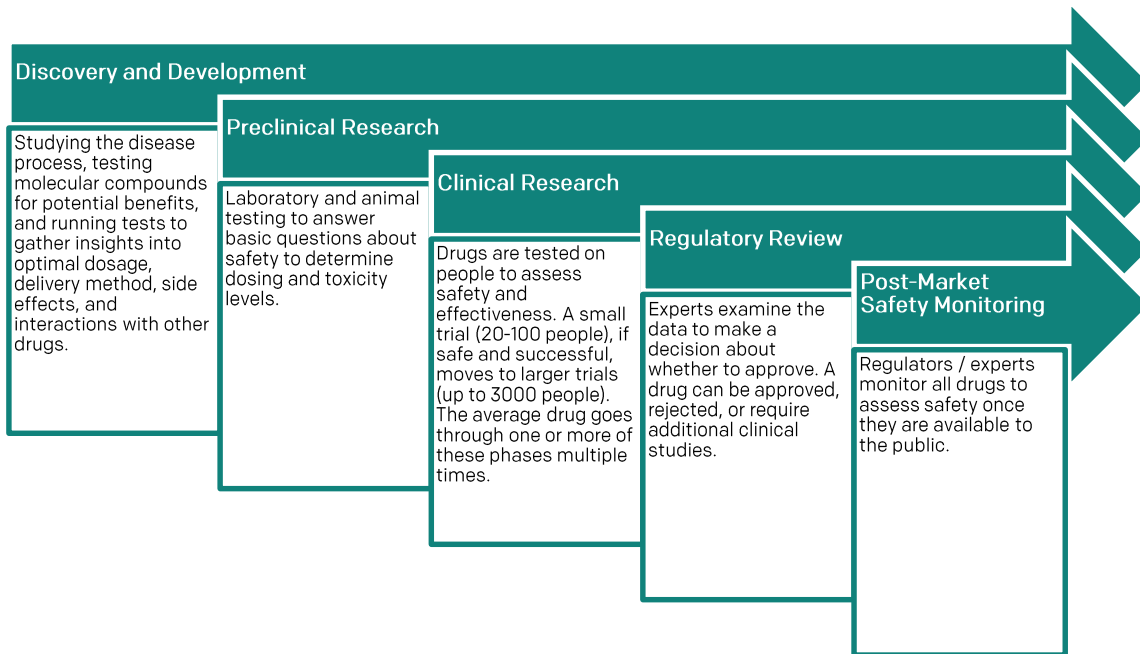 Discovery and Development
Studying the disease
process, testing
molecular compounds
for potential benefits,
and running tests to
gather insights into
optimal dosage,
delivery method, side
effects, and
interactions with other
drugs.
Preclinical Research
Laboratory and animal
testing to answer
basic questions about
safety to determine
dosing and toxicity
levels.
Clinical Research
Drugs are tested on
people to assess
safety and
effectiveness. A small
trial (20-100 people), if
safe and successful,
moves to larger trials
(up to 3000 people).
The average drug goes
through one or more of
these phases multiple
times.
Regulatory Review
Experts examine the
data to make a
decision about
whether to approve. A
drug can be approved,
rejected, or require
additional clinical
studies.
Post-Market
Safety Monitoring
Regulators / experts
monitor all drugs to
assess safety once
they are available to
the public.